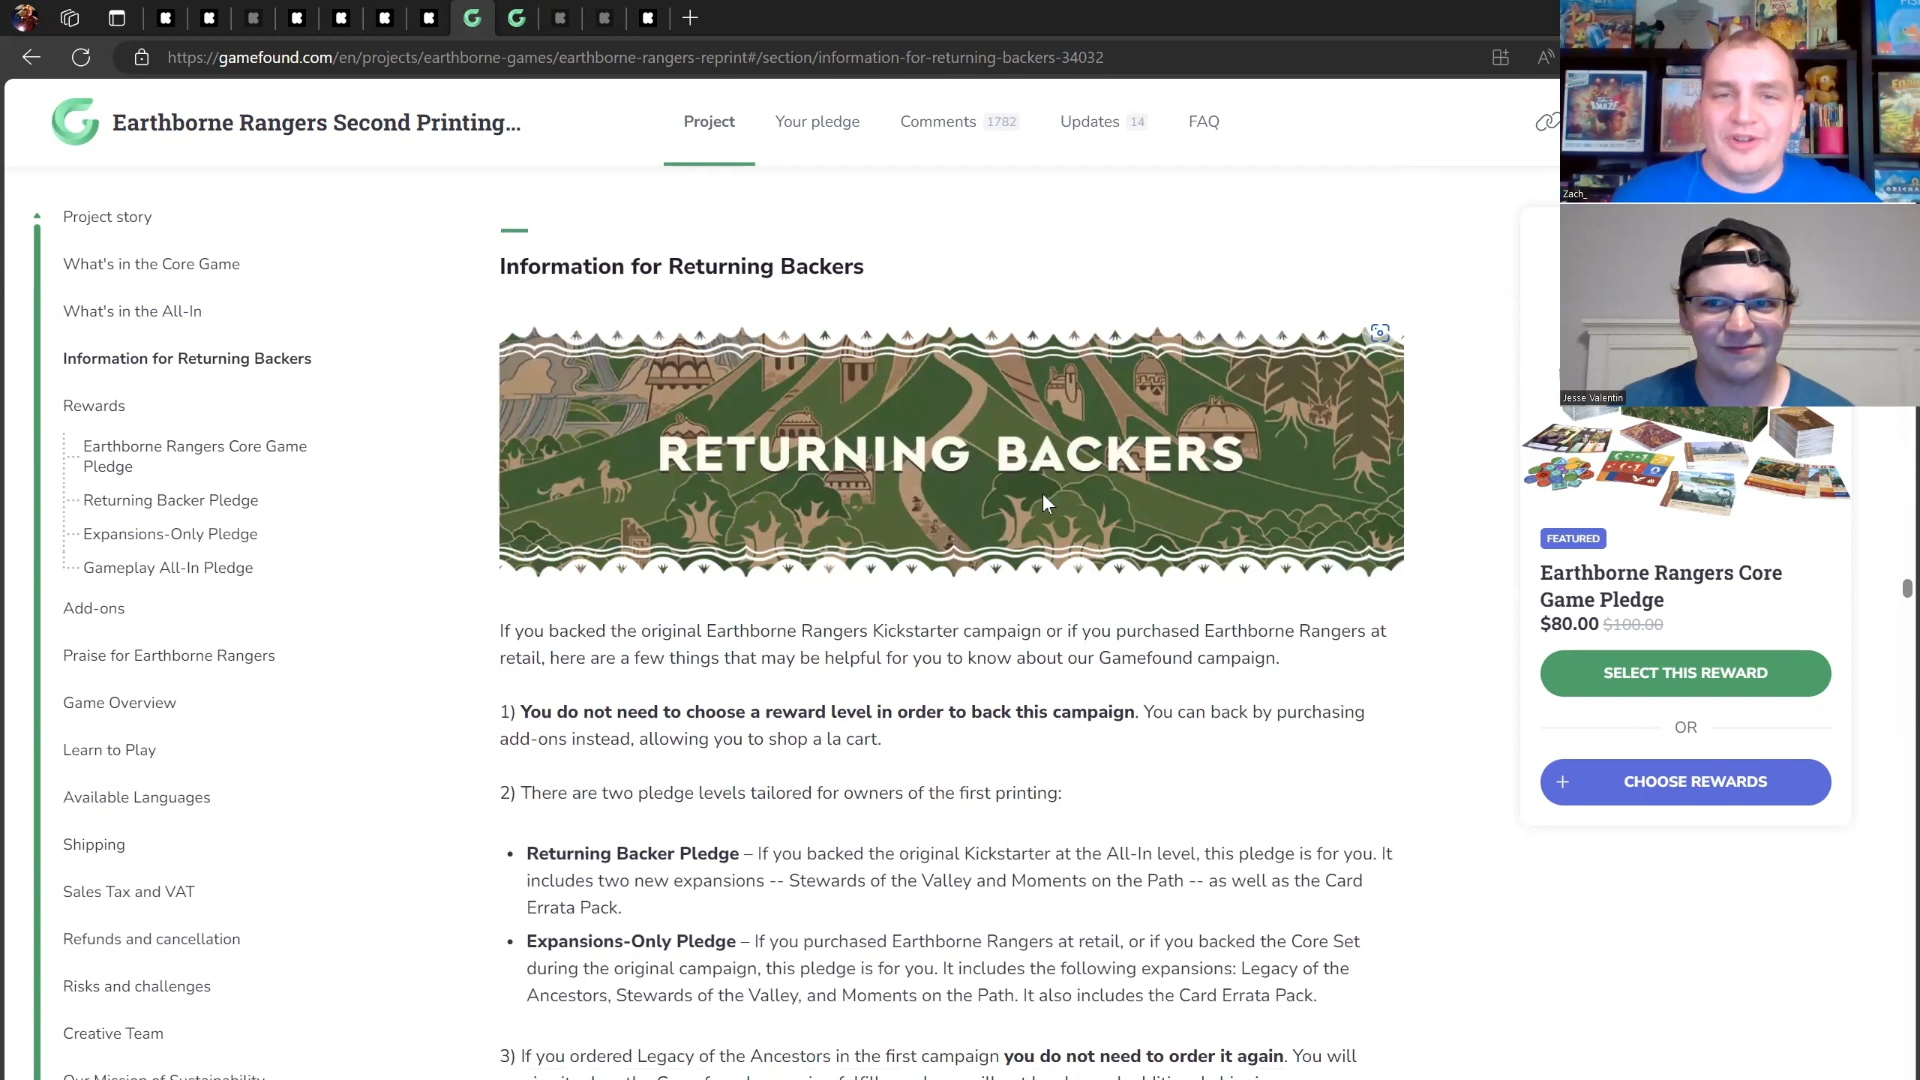 https://gamefound.com/en/projects/earthborne-games/earthborne-rangers-reprint#/section/information-for-returning-backers-34032
Earthborne Rangers Second Printing...
Project
Your pledge
Comments 1782
Updates 14
FAQ
Project story
What's in the Core Game
What's in the All-In
Information for Returning Backers
Rewards
Earthborne Rangers Core Game
Pledge
Returning Backer Pledge
Expansions-Only Pledge
Gameplay All-In Pledge
Add-ons
Praise for Earthborne Rangers
Game Overview
Learn to Play
Available Languages
Shipping
Sales Tax and VAT
Refunds and cancellation
Risks and challenges
Creative Team
Our Mission of Sustainability
Information for Returning Backers
RETURNING BACKERS
If you backed the original Earthborne Rangers Kickstarter campaign or if you purchased Earthborne Rangers at
retail, here are a few things that may be helpful for you to know about our Gamefound campaign.
1) You do not need to choose a reward level in order to back this campaign. You can back by purchasing
add-ons instead, allowing you to shop a la cart.
2) There are two pledge levels tailored for owners of the first printing:
• Returning Backer Pledge – If you backed the original Kickstarter at the All-In level, this pledge is for you. It
includes two new expansions -- Stewards of the Valley and Moments on the Path -- as well as the Card
Errata Pack.
• Expansions-Only Pledge – If you purchased Earthborne Rangers at retail, or if you backed the Core Set
during the original campaign, this pledge is for you. It includes the following expansions: Legacy of the
Ancestors, Stewards of the Valley, and Moments on the Path. It also includes the Card Errata Pack.
3) If you ordered Legacy of the Ancestors in the first campaign you do not need to order it again. You will
Zach_
Jesse Valentin
FEATURED
Earthborne Rangers Core
Game Pledge
$80.00 $100.00
SELECT THIS REWARD
OR
+ CHOOSE REWARDS